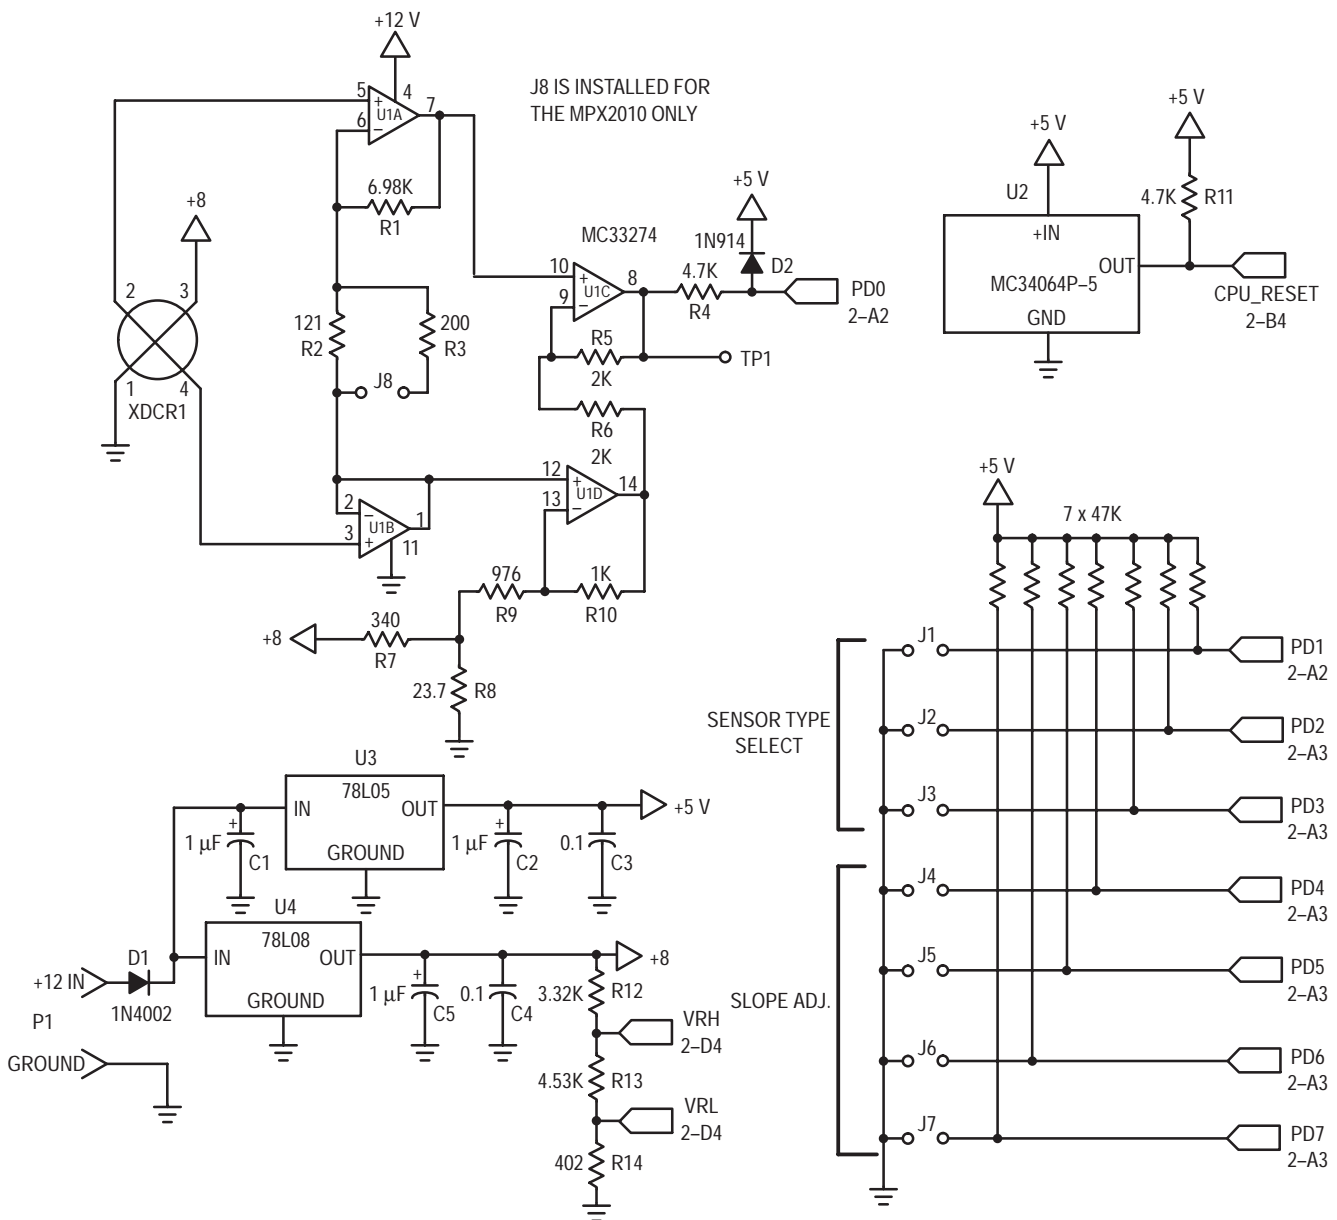 +12 V
J8 IS INSTALLED FOR
THE MPX2010 ONLY
5
+
4
U1A
7
6
–
6.98K
R1
+8
2
3
1
4
XDCR1
121
R2
200
R3
J8
MC33274
10
+
U1C
8
9
–
4.7K
R4
+5 V
1N914
D2
PD0
2–A2
R5
2K
TP1
R6
2K
12
+
U1D
14
13
–
2
–
U1B
1
3
+
11
976
R9
1K
R10
+8
340
R7
23.7
R8
+5 V
+5 V
U2
4.7K
R11
+IN
OUT
MC34064P–5
GND
CPU_RESET
2–B4
+5 V
7 x 47K
SENSOR TYPE
SELECT
J1
PD1
2–A2
J2
PD2
2–A3
J3
PD3
2–A3
SLOPE ADJ.
J4
PD4
2–A3
J5
PD5
2–A3
J6
PD6
2–A3
J7
PD7
2–A3
U3
78L05
IN
OUT
GROUND
+5 V
+
1 µF
C1
+
1 µF
C2
0.1
C3
U4
78L08
IN
OUT
GROUND
+8
D1
+12 IN
1N4002
P1
GROUND
+
1 µF
C5
0.1
C4
3.32K
R12
VRH
2–D4
4.53K
R13
VRL
2–D4
402
R14